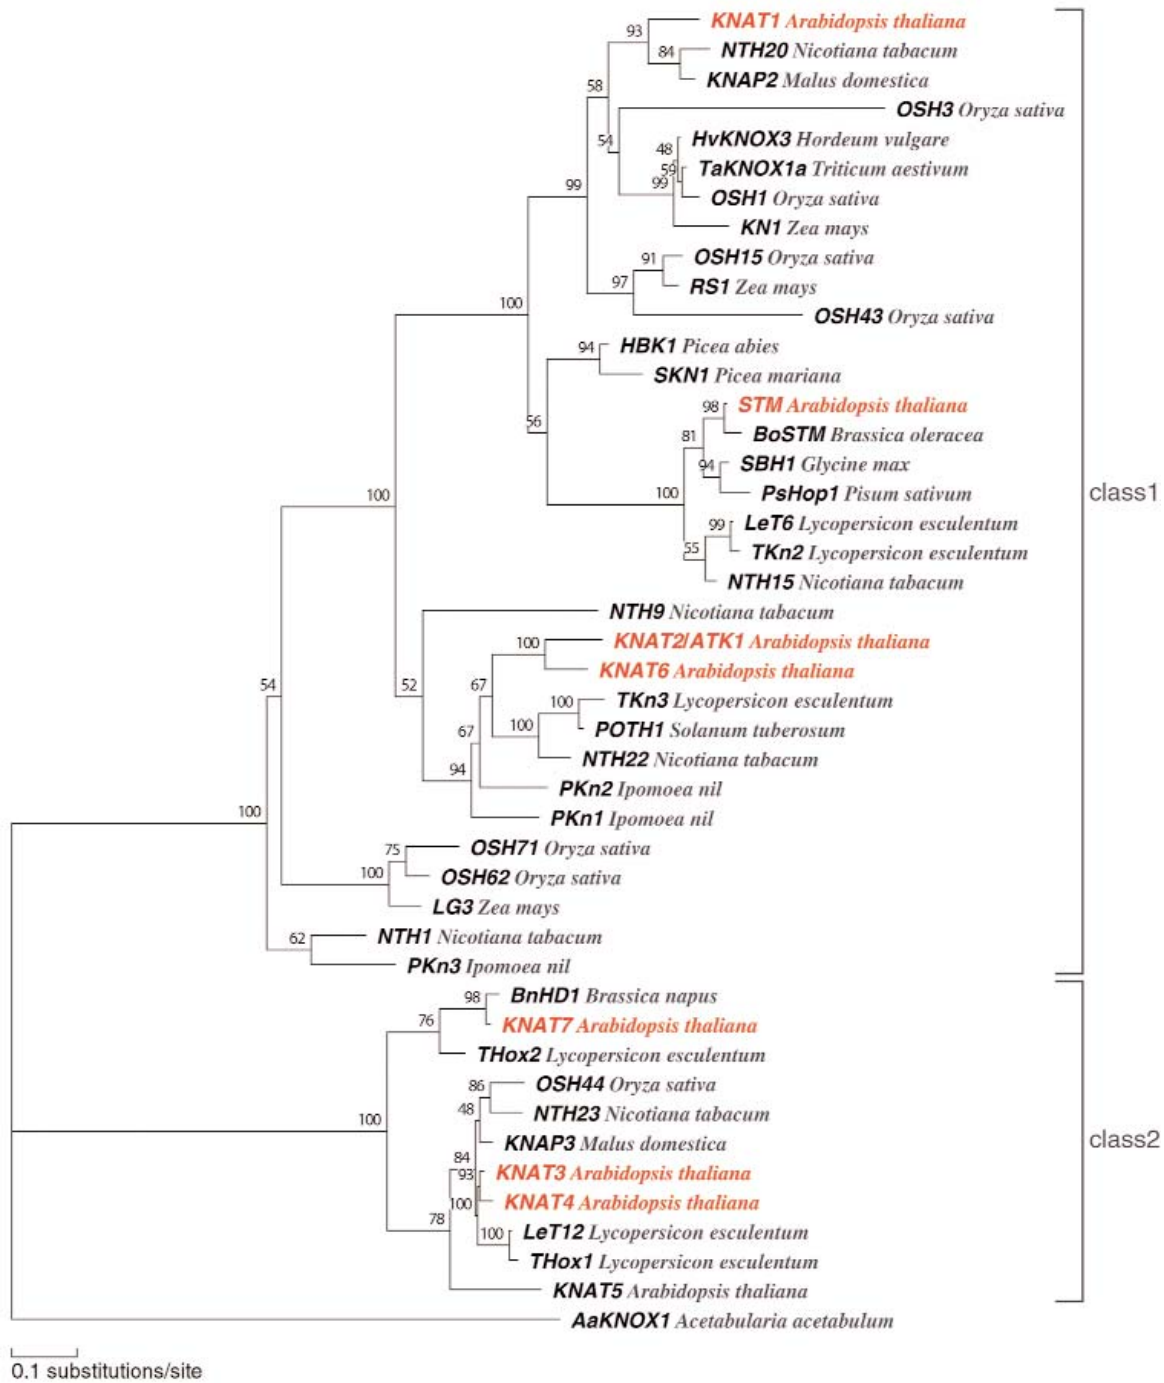 KNAT1 Arabidopsis thaliana
93
84 NTH20 Nicotiana tabacum
KNAP2 Malus domestica
58
OSH3 Oryza sativa
54
HvKNOX3 Hordeum vulgare
48
59 TaKNOX1a Triticum aestivum
99
99 OSH1 Oryza sativa
KN1 Zea mays
91 OSH15 Oryza sativa
97 RS1 Zea mays
100
OSH43 Oryza sativa
94 HBK1 Picea abies
SKN1 Picea mariana
98 STM Arabidopsis thaliana
56
81 BoSTM Brassica oleracea
94 SBH1 Glycine max
100
100 PsHop1 Pisum sativum
class1
99 LeT6 Lycopersicon esculentum
55 TKn2 Lycopersicon esculentum
NTH15 Nicotiana tabacum
NTH9 Nicotiana tabacum
100 KNAT2/ATK1 Arabidopsis thaliana
KNAT6 Arabidopsis thaliana
54
52
67
100 TKn3 Lycopersicon esculentum
67
100 POTH1 Solanum tuberosum
NTH22 Nicotiana tabacum
94
PKn2 Ipomoea nil
100
PKn1 Ipomoea nil
75 OSH71 Oryza sativa
100 OSH62 Oryza sativa
LG3 Zea mays
62 NTH1 Nicotiana tabacum
PKn3 Ipomoea nil
98 BnHD1 Brassica napus
76 KNAT7 Arabidopsis thaliana
THox2 Lycopersicon esculentum
86 OSH44 Oryza sativa
48
100 NTH23 Nicotiana tabacum
KNAP3 Malus domestica
class2
84
93 KNAT3 Arabidopsis thaliana
100 KNAT4 Arabidopsis thaliana
78
100 LeT12 Lycopersicon esculentum
THox1 Lycopersicon esculentum
KNAT5 Arabidopsis thaliana
AaKNOX1 Acetabularia acetabulum
0.1 substitutions/site